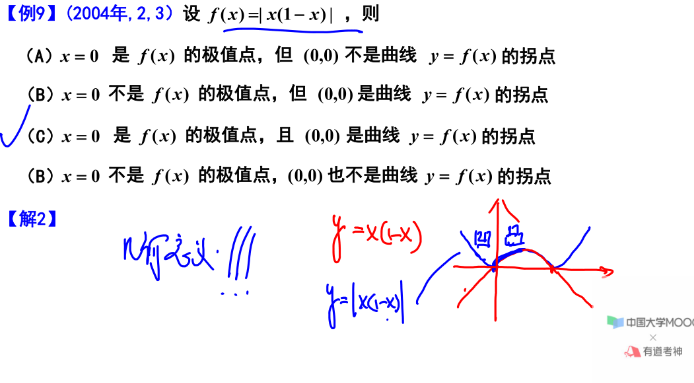 【例9】(2004年,2,3) 设 f(x)=|x(1−x)|，则
(A) x=0 是 f(x) 的极值点，但 (0,0) 不是曲线 y=f(x) 的拐点
(B) x=0 不是 f(x) 的极值点，但 (0,0) 是曲线 y=f(x) 的拐点
(C) x=0 是 f(x) 的极值点，且 (0,0) 是曲线 y=f(x) 的拐点
(B) x=0 不是 f(x) 的极值点，(0,0) 也不是曲线 y=f(x) 的拐点
【解2】
几何意义
y=x(1-x)
y=|x(1-x)|
凹 凸
中国大学MOOC
×
有道考神